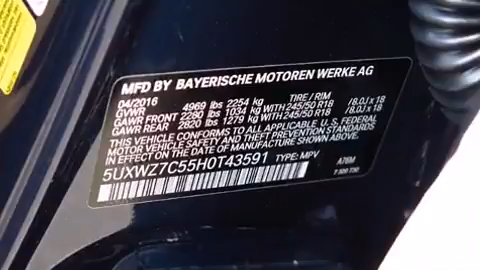 MFD BY BAYERISCHE MOTOREN WERKE AG
04/2016
GVWR 4969 lbs 2254 kg TIRE / RIM
GAWR FRONT 2280 lbs 1034 kg WITH 245/50 R18 /8.0J x 18
GAWR REAR 2820 lbs 1279 kg WITH 245/50 R18 /8.0J x 18
THIS VEHICLE CONFORMS TO ALL APPLICABLE U.S. FEDERAL
MOTOR VEHICLE SAFETY AND THEFT PREVENTION STANDARDS
IN EFFECT ON THE DATE OF MANUFACTURE SHOWN ABOVE.
5UXWZ7C55H0T43591 TYPE: MPV A76M